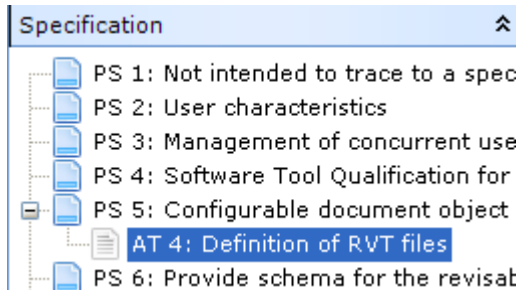 Specification
PS 1: Not intended to trace to a spec
PS 2: User characteristics
PS 3: Management of concurrent use
PS 4: Software Tool Qualification for
PS 5: Configurable document object
AT 4: Definition of RVT files
PS 6: Provide schema for the revisab